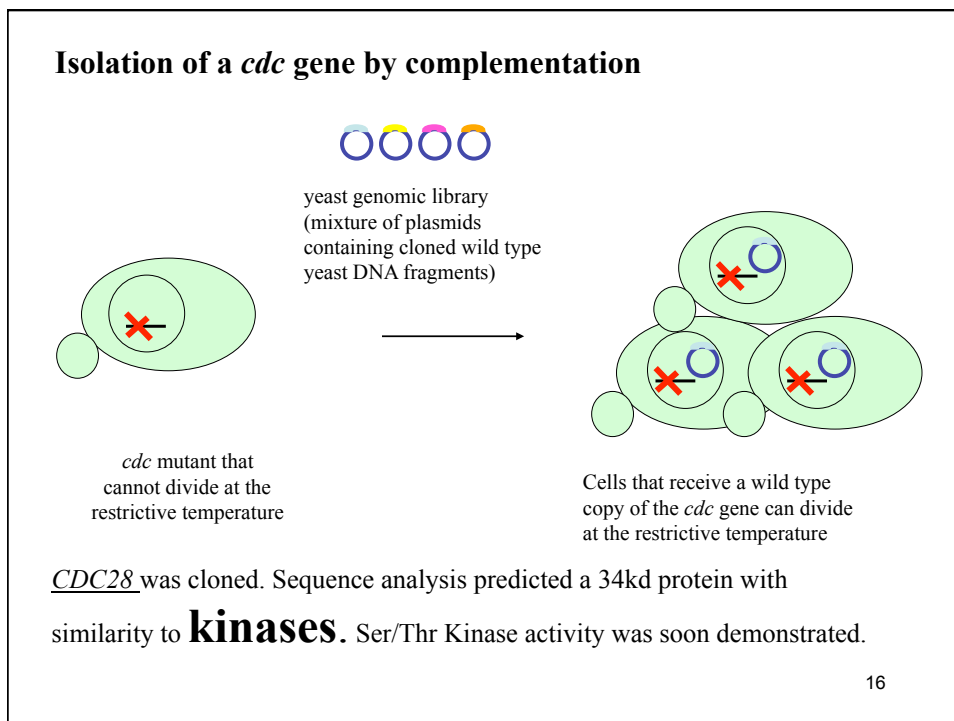 Isolation of a cdc gene by complementation
yeast genomic library
(mixture of plasmids
containing cloned wild type
yeast DNA fragments)
cdc mutant that
cannot divide at the
restrictive temperature
Cells that receive a wild type
copy of the cdc gene can divide
at the restrictive temperature
CDC28 was cloned. Sequence analysis predicted a 34kd protein with
similarity to kinases. Ser/Thr Kinase activity was soon demonstrated.
16